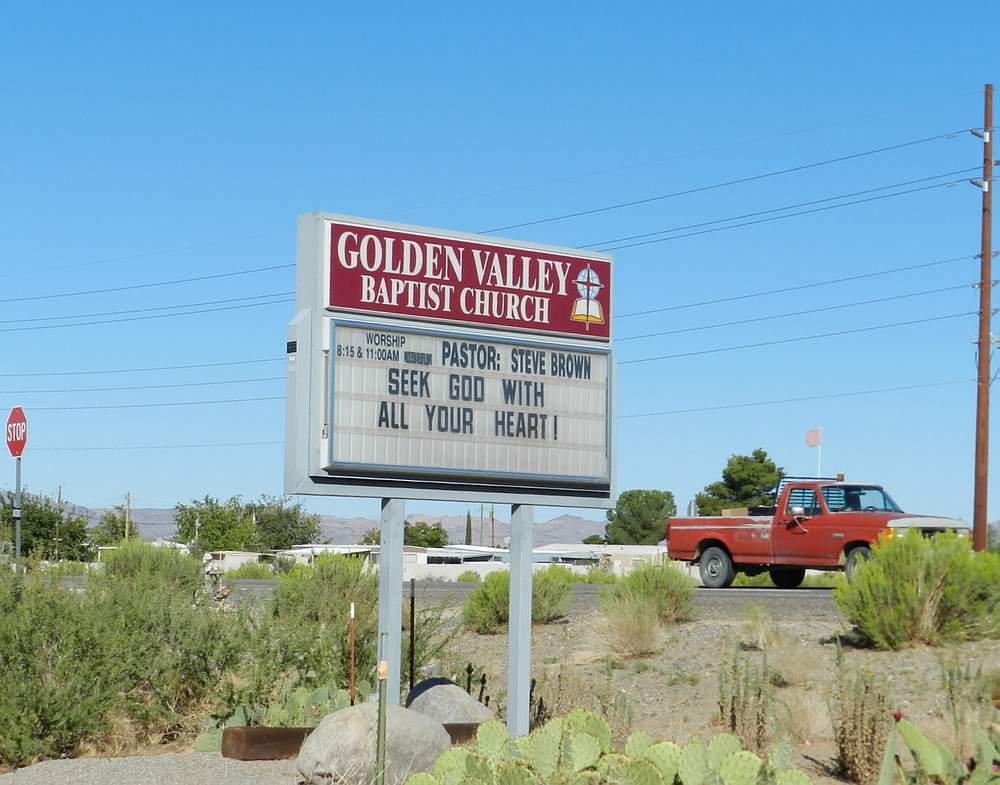 GOLDEN VALLEY
BAPTIST CHURCH
WORSHIP
8:15 & 11:00AM
PASTOR: STEVE BROWN
SEEK GOD WITH
ALL YOUR HEART!
STOP